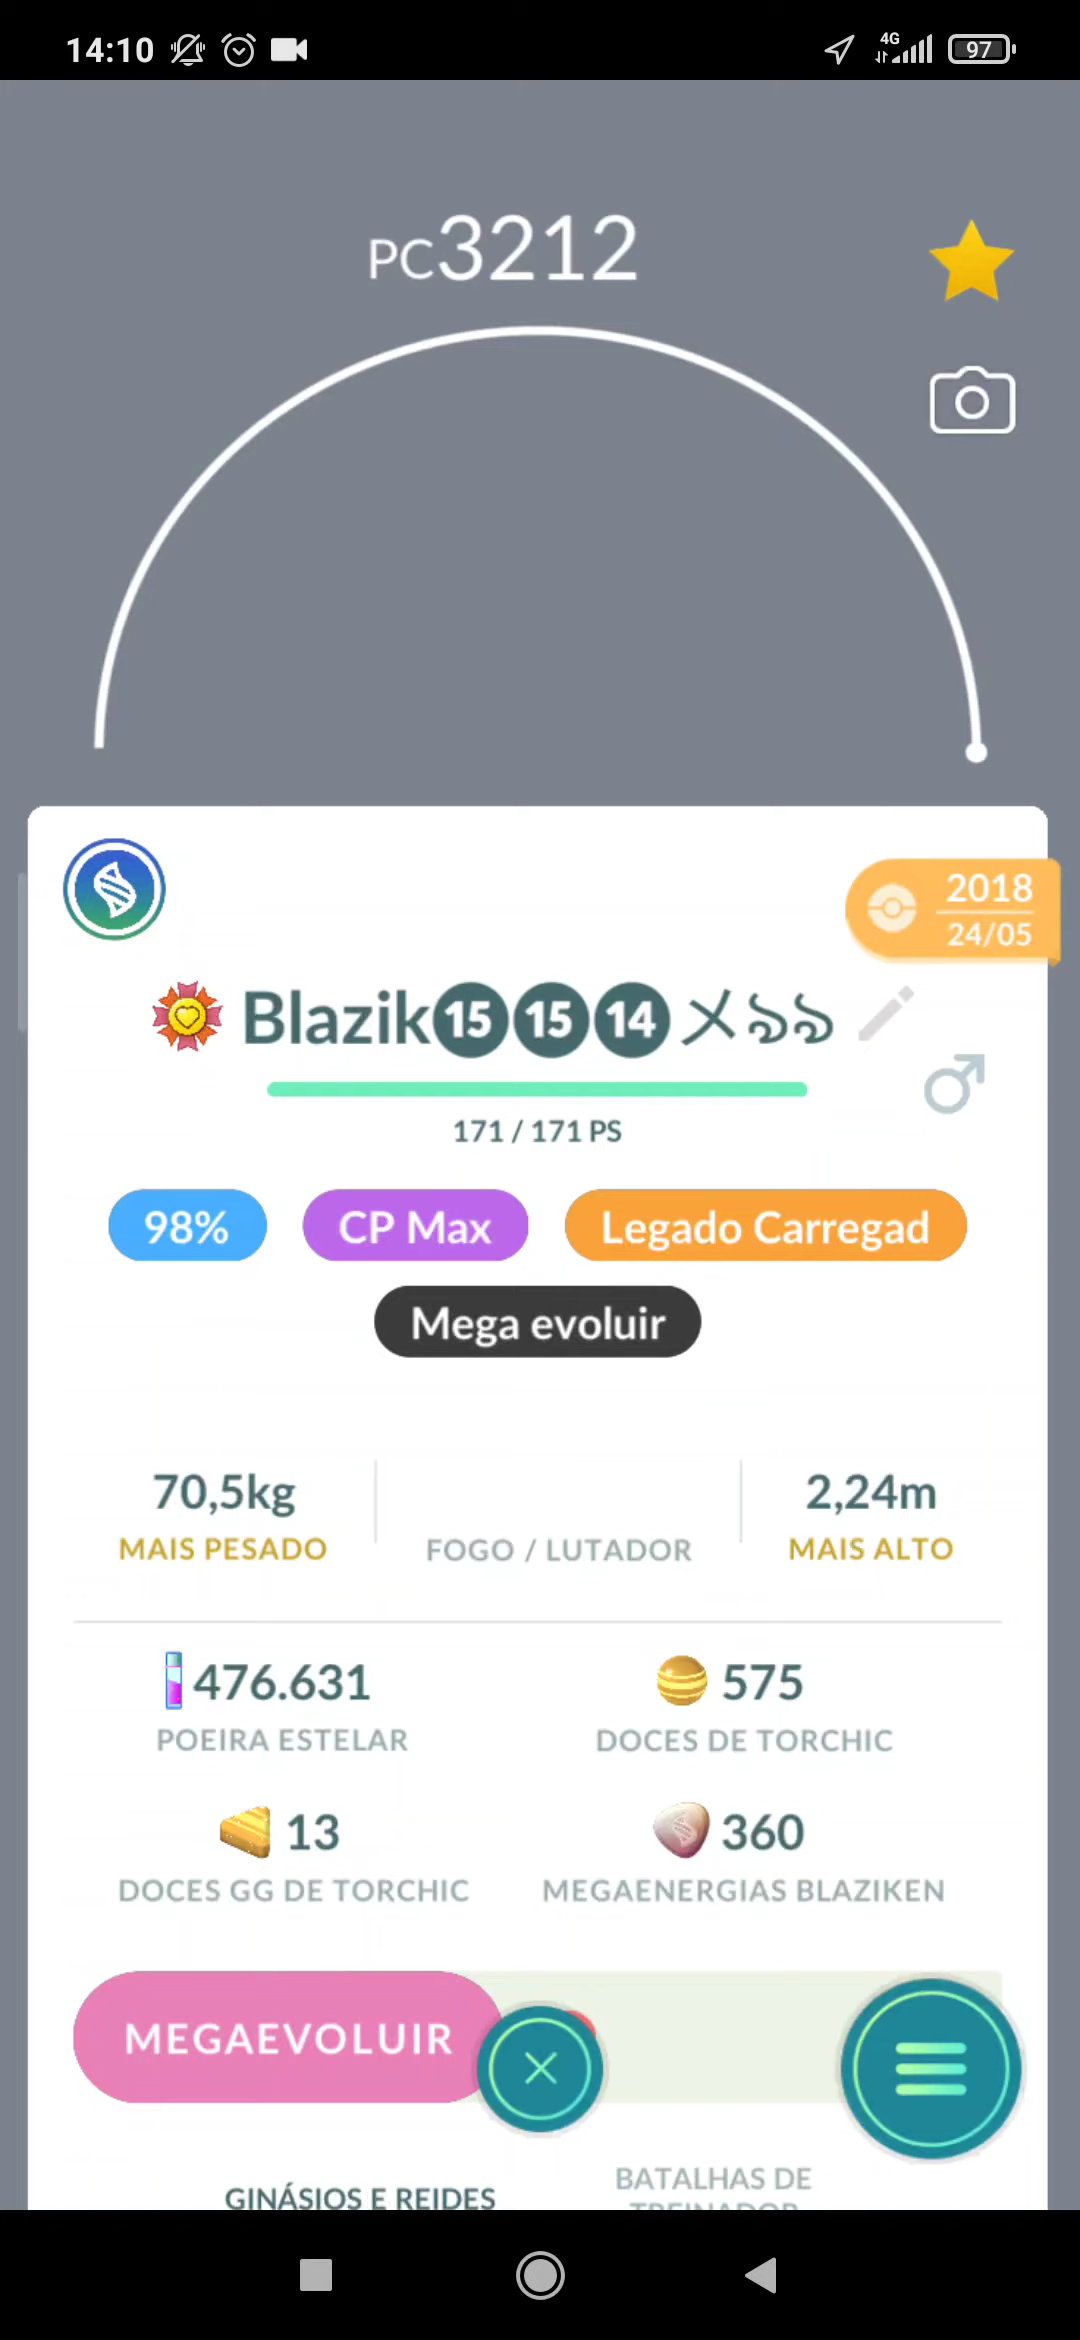 14:10
4G
97
PC3212
2018
24/05
Blazik⓯⓯⓮
171 / 171 PS
98%
CP Max
Legado Carregad
Mega evoluir
70,5kg
2,24m
MAIS PESADO
FOGO / LUTADOR
MAIS ALTO
476.631
575
POEIRA ESTELAR
DOCES DE TORCHIC
13
360
DOCES GG DE TORCHIC
MEGAENERGIAS BLAZIKEN
MEGAEVOLUIR
GINÁSIOS E REIDES
BATALHAS DE
TREINADOR